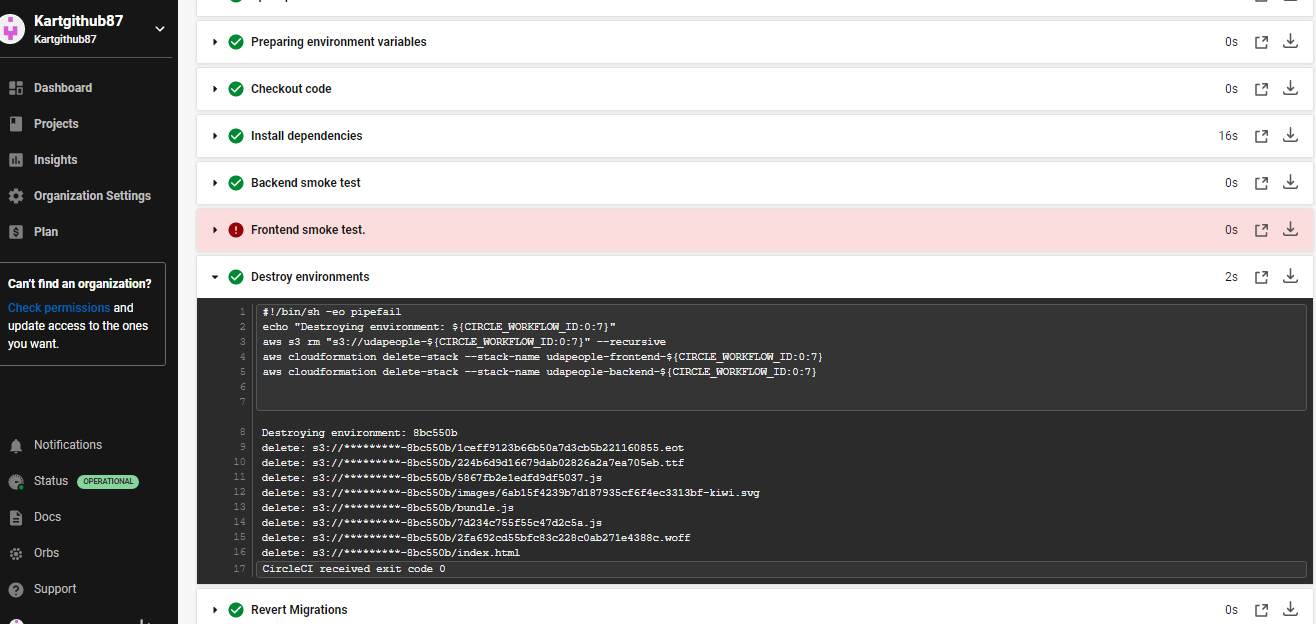 Kartgithub87
Kartgithub87
Dashboard
Projects
Insights
Organization Settings
Plan
Can't find an organization?
Check permissions and
update access to the ones
you want.
Notifications
Status OPERATIONAL
Docs
Orbs
Support
Preparing environment variables 0s
Checkout code 0s
Install dependencies 16s
Backend smoke test 0s
Frontend smoke test. 0s
Destroy environments 2s
1 #!/bin/sh -eo pipefail
2 echo "Destroying environment: ${CIRCLE_WORKFLOW_ID:0:7}"
3 aws s3 rm "s3://udapeople-${CIRCLE_WORKFLOW_ID:0:7}" --recursive
4 aws cloudformation delete-stack --stack-name udapeople-frontend-${CIRCLE_WORKFLOW_ID:0:7}
5 aws cloudformation delete-stack --stack-name udapeople-backend-${CIRCLE_WORKFLOW_ID:0:7}
6
7
8 Destroying environment: 8bc550b
9 delete: s3://*********-8bc550b/1ceff9123b66b50a7d3cb5b221160855.eot
10 delete: s3://*********-8bc550b/224b6d9d16679dab02826a2a7ea705eb.ttf
11 delete: s3://*********-8bc550b/5867fb2e1edfd9df5037.js
12 delete: s3://*********-8bc550b/images/6ab15f4239b7d187935cf6f4ec3313bf-kiwi.svg
13 delete: s3://*********-8bc550b/bundle.js
14 delete: s3://*********-8bc550b/7d234c755f55c47d2c5a.js
15 delete: s3://*********-8bc550b/2fa692cd55bfc83c228c0ab271e4388c.woff
16 delete: s3://*********-8bc550b/index.html
17 CircleCI received exit code 0
Revert Migrations 0s